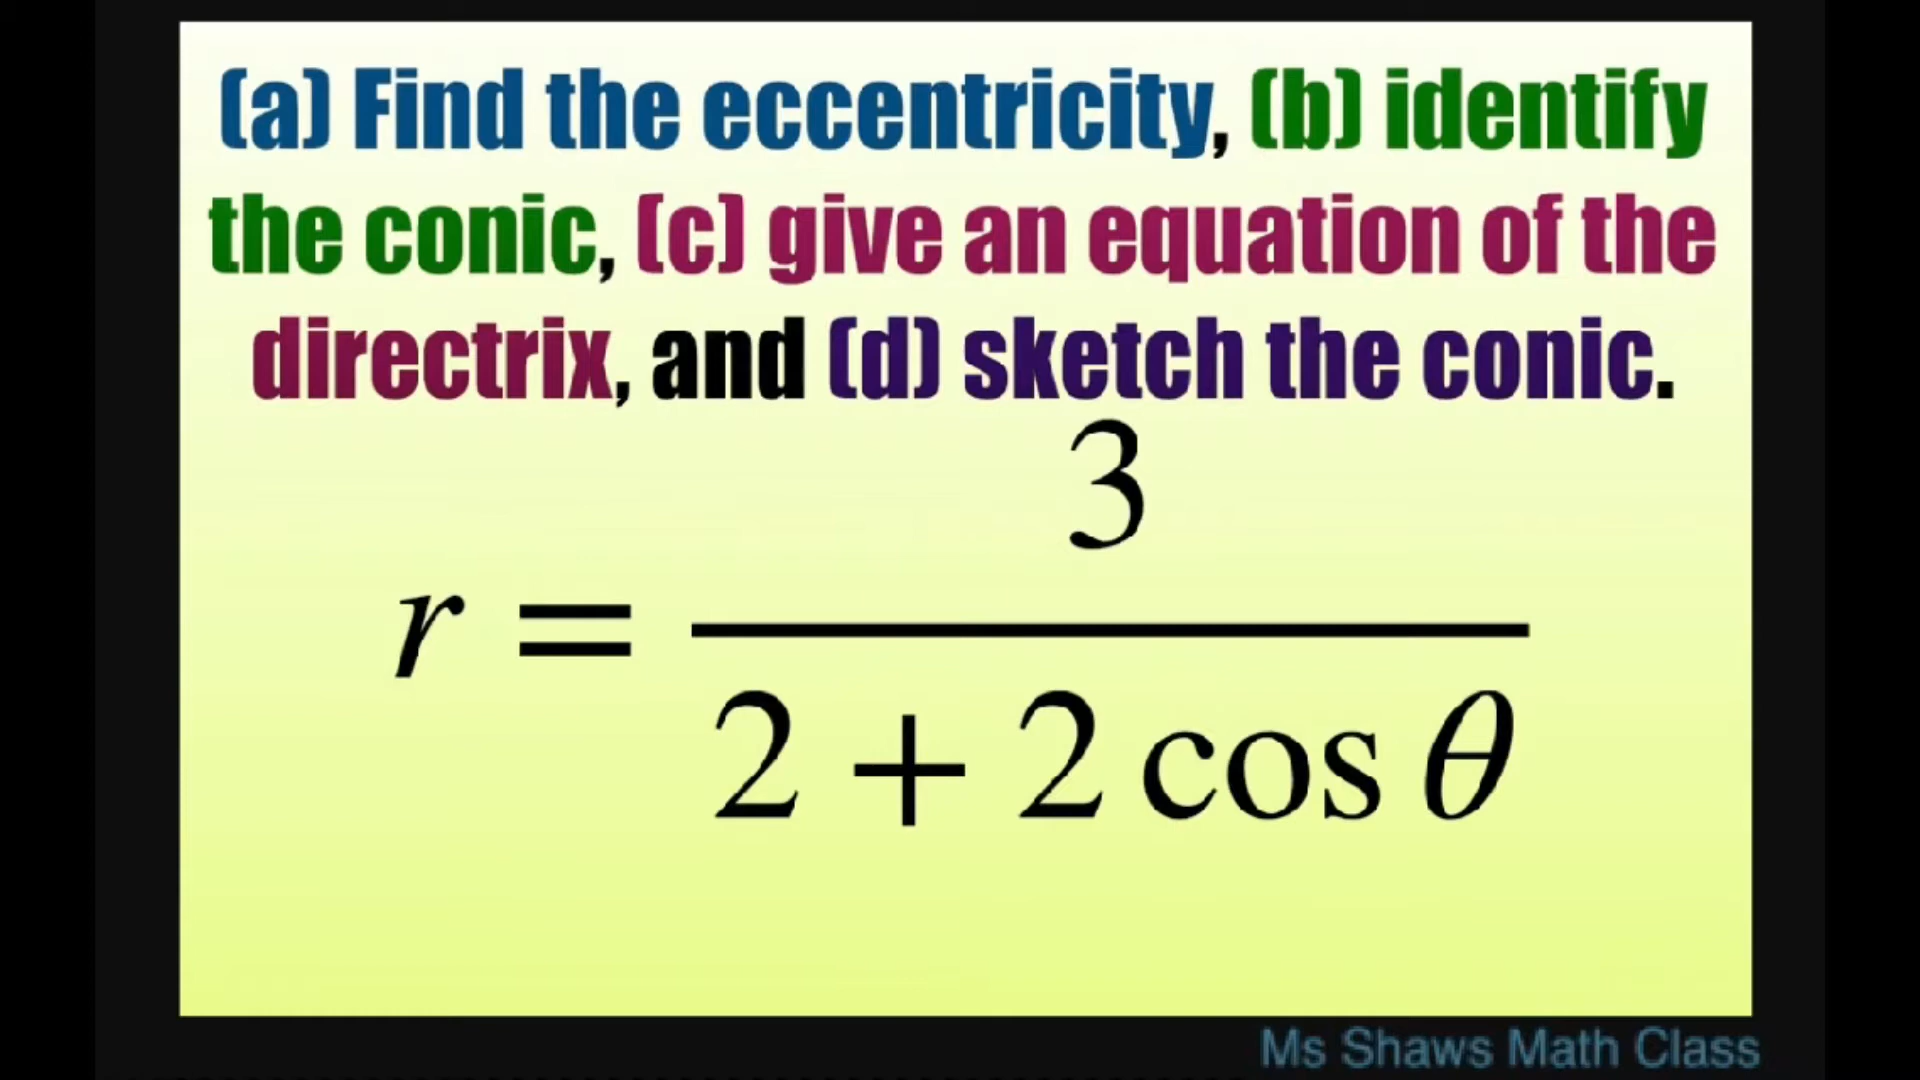 (a) Find the eccentricity, (b) identify
the conic, (c) give an equation of the
directrix, and (d) sketch the conic.
r = 3 / (2 + 2 cos θ)
Ms Shaws Math Class